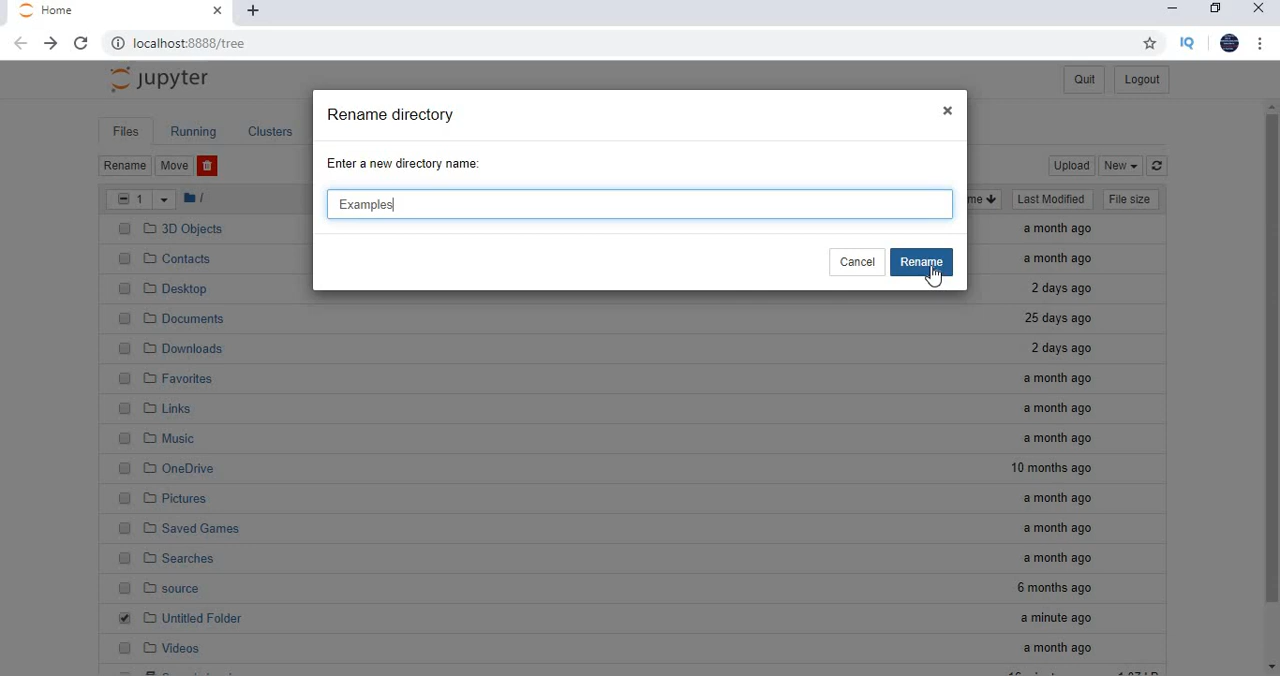 Home
localhost:8888/tree
IQ
jupyter
Quit
Logout
Rename directory
Files
Running
Clusters
Enter a new directory name:
Rename
Move
Upload
New
1
/
Examples
me
Last Modified
File size
3D Objects
a month ago
Contacts
a month ago
Cancel
Rename
Desktop
2 days ago
Documents
25 days ago
Downloads
2 days ago
Favorites
a month ago
Links
a month ago
Music
a month ago
OneDrive
10 months ago
Pictures
a month ago
Saved Games
a month ago
Searches
a month ago
source
6 months ago
Untitled Folder
a minute ago
Videos
a month ago